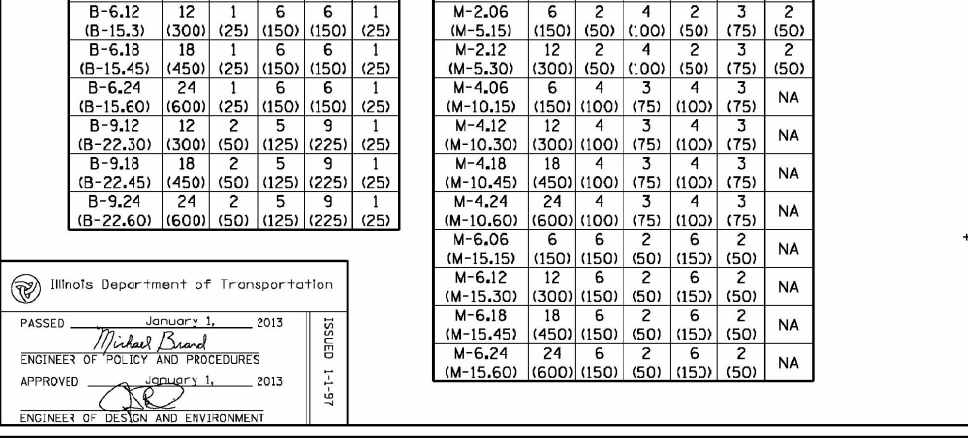 B-6.12 12 1 6 6 1
(B-15.3) (300) (25) (150) (150) (25)
B-6.18 18 1 6 6 1
(B-15.45) (450) (25) (150) (150) (25)
B-6.24 24 1 6 6 1
(B-15.60) (600) (25) (150) (150) (25)
B-9.12 12 2 5 9 1
(B-22.30) (300) (50) (125) (225) (25)
B-9.18 18 2 5 9 1
(B-22.45) (450) (50) (125) (225) (25)
B-9.24 24 2 5 9 1
(B-22.60) (600) (50) (125) (225) (25)
M-2.06 6 2 4 2 3 2
(M-5.15) (150) (50) (100) (50) (75) (50)
M-2.12 12 2 4 2 3 2
(M-5.30) (300) (50) (100) (50) (75) (50)
M-4.06 6 4 3 4 3 NA
(M-10.15) (150) (100) (75) (100) (75)
M-4.12 12 4 3 4 3 NA
(M-10.30) (300) (100) (75) (100) (75)
M-4.18 18 4 3 4 3 NA
(M-10.45) (450) (100) (75) (100) (75)
M-4.24 24 4 3 4 3 NA
(M-10.60) (600) (100) (75) (100) (75)
M-6.06 6 6 2 6 2 NA
(M-15.15) (150) (150) (50) (150) (50)
M-6.12 12 6 2 6 2 NA
(M-15.30) (300) (150) (50) (150) (50)
M-6.18 18 6 2 6 2 NA
(M-15.45) (450) (150) (50) (150) (50)
M-6.24 24 6 2 6 2 NA
(M-15.60) (600) (150) (50) (150) (50)
Illinois Department of Transportation
PASSED January 1, 2013
Michael Brand
ENGINEER OF POLICY AND PROCEDURES
APPROVED January 1, 2013
ENGINEER OF DESIGN AND ENVIRONMENT
ISSUED 1-1-97